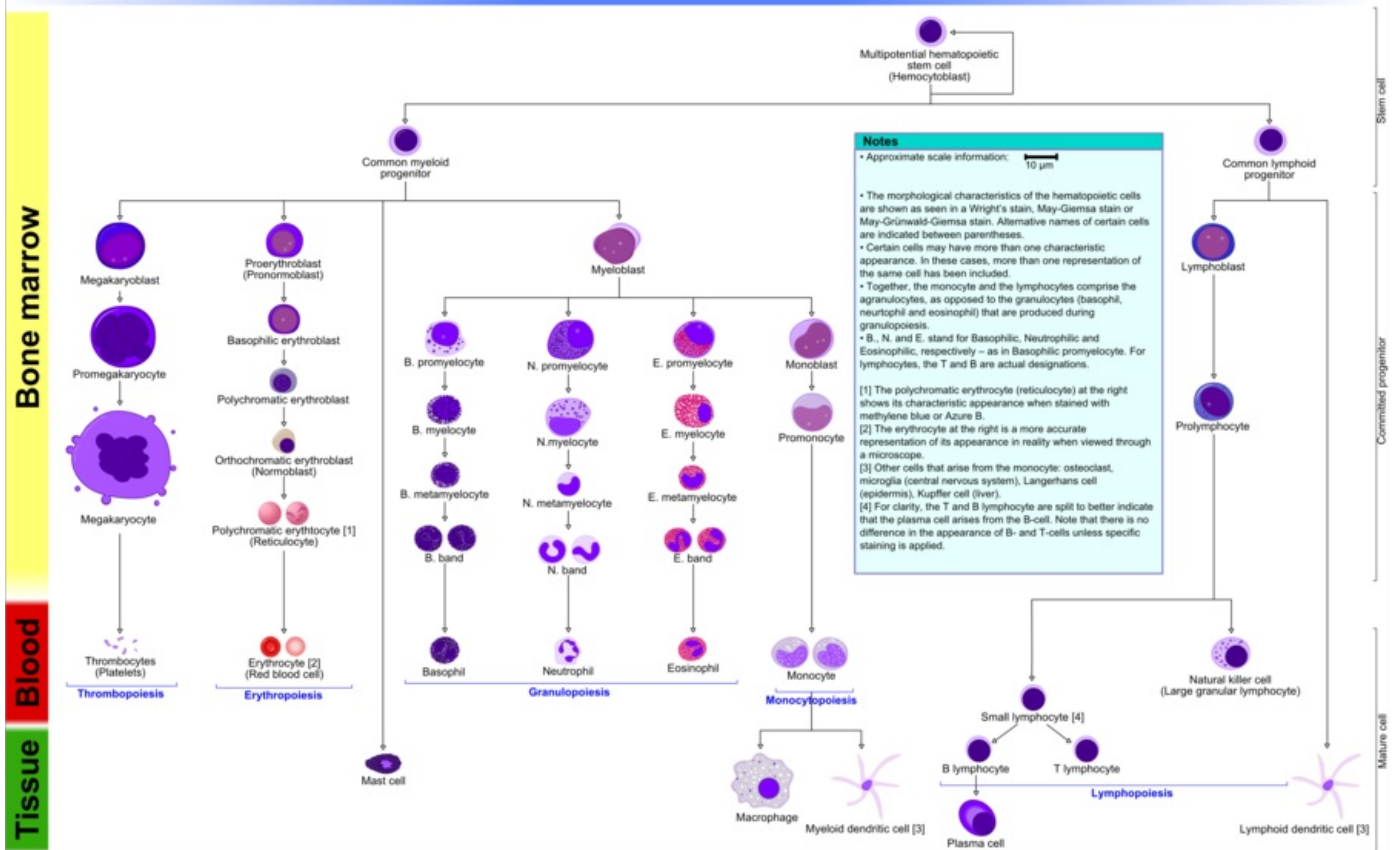 Multipotential hematopoietic
stem cell
(Hemocytoblast)
Stem cell
Common myeloid
progenitor
Common lymphoid
progenitor
Bone marrow
Committed progenitor
Megakaryoblast
Proerythroblast
(Pronormoblast)
Myeloblast
Lymphoblast
Promegakaryocyte
Basophilic erythroblast
B. promyelocyte
N. promyelocyte
E. promyelocyte
Monoblast
Polychromatic erythroblast
B. myelocyte
N.myelocyte
E. myelocyte
Promonocyte
Prolymphocyte
Orthochromatic erythroblast
(Normoblast)
B. metamyelocyte
N. metamyelocyte
E. metamyelocyte
Megakaryocyte
Polychromatic erythtocyte [1]
(Reticulocyte)
B. band
N. band
E. band
Notes
• Approximate scale information:
10 µm
• The morphological characteristics of the hematopoietic cells
are shown as seen in a Wright's stain, May-Giemsa stain or
May-Grünwald-Giemsa stain. Alternative names of certain cells
are indicated between parentheses.
• Certain cells may have more than one characteristic
appearance. In these cases, more than one representation of
the same cell has been included.
• Together, the monocyte and the lymphocytes comprise the
agranulocytes, as opposed to the granulocytes (basophil,
neurtophil and eosinophil) that are produced during
granulopoiesis.
• B., N. and E. stand for Basophilic, Neutrophilic and
Eosinophilic, respectively – as in Basophilic promyelocyte. For
lymphocytes, the T and B are actual designations.
[1] The polychromatic erythrocyte (reticulocyte) at the right
shows its characteristic appearance when stained with
methylene blue or Azure B.
[2] The erythrocyte at the right is a more accurate
representation of its appearance in reality when viewed through
a microscope.
[3] Other cells that arise from the monocyte: osteoclast,
microglia (central nervous system), Langerhans cell
(epidermis), Kupffer cell (liver).
[4] For clarity, the T and B lymphocyte are split to better indicate
that the plasma cell arises from the B-cell. Note that there is no
difference in the appearance of B- and T-cells unless specific
staining is applied.
Blood
Thrombocytes
(Platelets)
Thrombopoiesis
Erythrocyte [2]
(Red blood cell)
Erythropoiesis
Basophil
Neutrophil
Eosinophil
Granulopoiesis
Monocyte
Monocytopoiesis
Natural killer cell
(Large granular lymphocyte)
Small lymphocyte [4]
Mature cell
Tissue
Mast cell
Macrophage
Myeloid dendritic cell [3]
B lymphocyte
T lymphocyte
Lymphopoiesis
Plasma cell
Lymphoid dendritic cell [3]